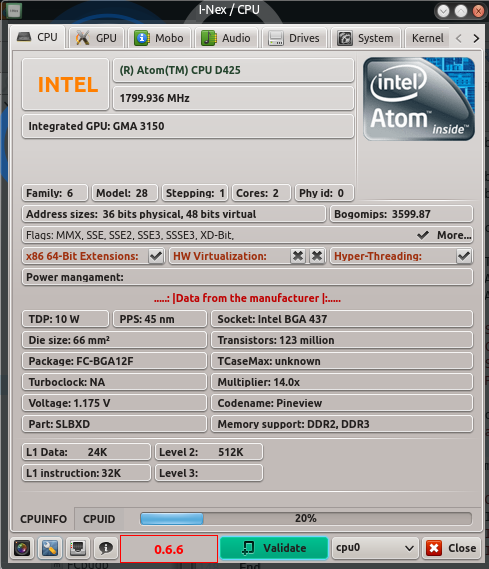 I-Nex / CPU
CPU GPU Mobo Audio Drives System Kernel
INTEL
(R) Atom(TM) CPU D425
1799.936 MHz
Integrated GPU: GMA 3150
intel
Atom™
inside™
Family: 6 Model: 28 Stepping: 1 Cores: 2 Phy id: 0
Address sizes: 36 bits physical, 48 bits virtual Bogomips: 3599.87
Flags: MMX, SSE, SSE2, SSE3, SSSE3, XD-Bit, More...
x86 64-Bit Extensions: HW Virtualization: Hyper-Threading:
Power mangament:
.....: |Data from the manufacturer |:.....
TDP: 10 W PPS: 45 nm Socket: Intel BGA 437
Die size: 66 mm² Transistors: 123 million
Package: FC-BGA12F TCaseMax: unknown
Turboclock: NA Multiplier: 14.0x
Voltage: 1.175 V Codename: Pineview
Part: SLBXD Memory support: DDR2, DDR3
L1 Data: 24K Level 2: 512K
L1 instruction: 32K Level 3:
CPUINFO CPUID 20%
0.6.6 Validate cpu0 Close
End